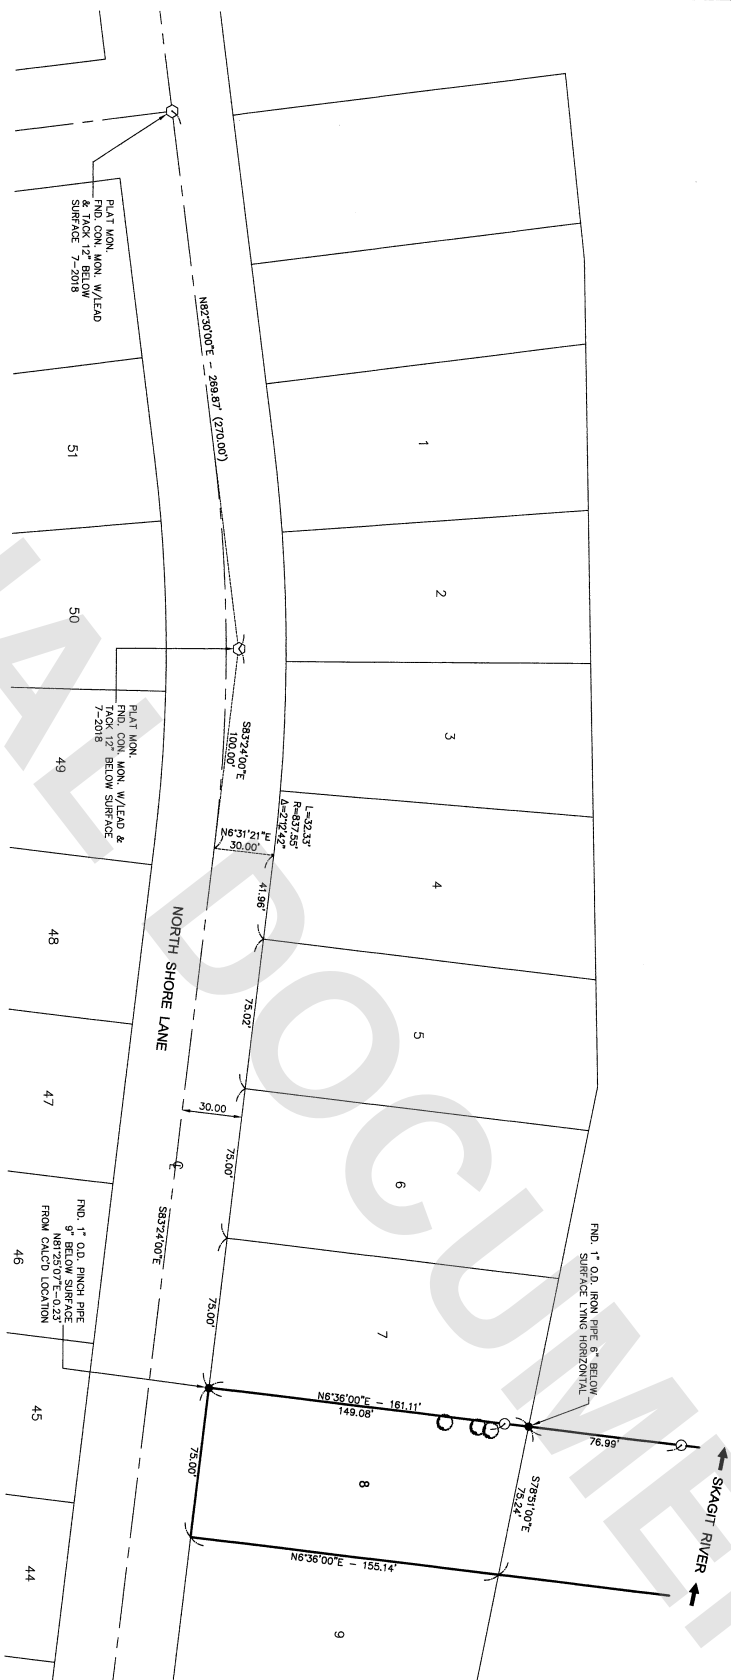 PLAT MON.
FND. CON. MON. W/LEAD
& TACK 12" BELOW
SURFACE 7-2018
N82°30'00"E - 269.87' (270.00')
1
2
3
4
5
6
7
8
9
51
50
49
48
47
46
45
44
PLAT MON.
FND. CON. MON. W/LEAD &
TACK 12" BELOW SURFACE
7-2018
S83°24'00"E
100.00'
L=32.33'
R=837.55'
Δ=2°12'42"
N6°31'21"E
30.00'
41.96'
75.02'
75.00'
75.00'
75.00'
NORTH SHORE LANE
30.00
S83°24'00"E
FND. 1" O.D. PINCH PIPE
9" BELOW SURFACE
N81°25'07"E-0.23'
FROM CALC'D LOCATION
FND. 1" O.D. IRON PIPE 6" BELOW
SURFACE LYING HORIZONTAL
N6°36'00"E - 161.11'
149.08'
76.99'
S78°51'00"E
75.24'
N6°36'00"E - 155.14'
SKAGIT RIVER